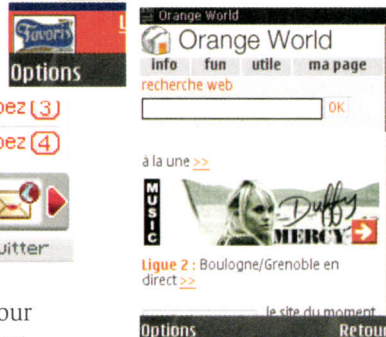 Favoris
L
Options
pez (3)
pez (4)
uitter
our
Orange World
Orange World
info fun utile ma page
recherche web
OK
à la une >>
MUSIC
Duffy
MERCY
Ligue 2 : Boulogne/Grenoble en
direct >>
le site du moment
Options Retour